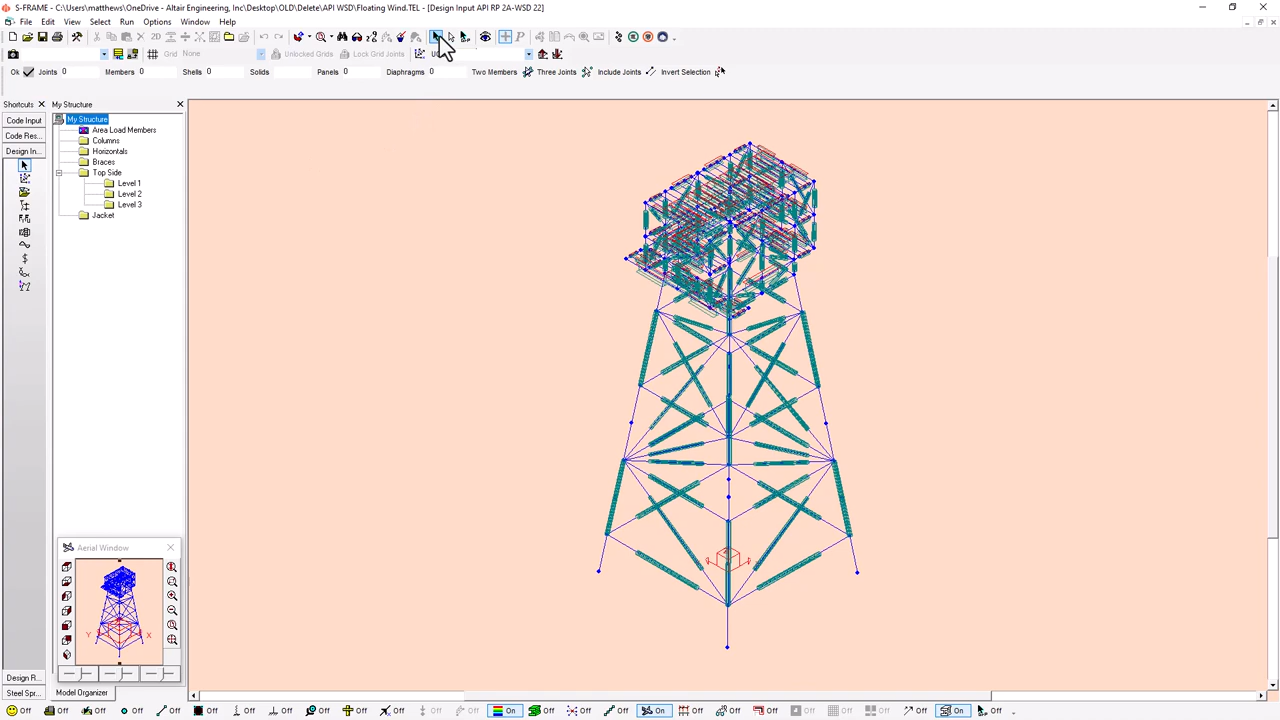 S-FRAME - C:\Users\matthews\OneDrive - Altair Engineering, Inc\Desktop\OLD\Delete\API WSD\Floating Wind.TEL - [Design Input API RP 2A-WSD 22]
File Edit View Select Run Options Window Help
None Grid None Unlocked Grids Lock Grid Joints
Ok Joints 0 Members 0 Shells 0 Solids Panels 0 Diaphragms 0 Two Members Three Joints Include Joints Invert Selection
Shortcuts
Code Input
Code Res...
Design In...
My Structure
My Structure
Area Load Members
Columns
Horizontals
Braces
Top Side
Level 1
Level 2
Level 3
Jacket
Aerial Window
Y X
Design R...
Steel Spr...
Model Organizer
Off Off Off Off Off Off Off Off Off Off Off Off Off On Off Off Off On Off Off Off Off Off Off Off On Off